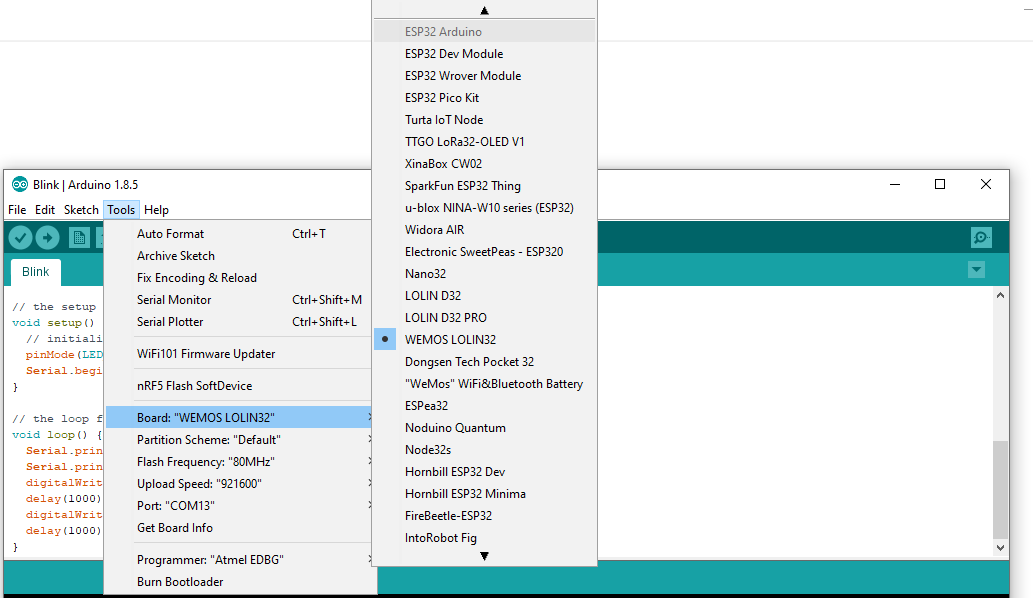 ESP32 Arduino
ESP32 Dev Module
ESP32 Wrover Module
ESP32 Pico Kit
Turta IoT Node
TTGO LoRa32-OLED V1
XinaBox CW02
SparkFun ESP32 Thing
u-blox NINA-W10 series (ESP32)
Widora AIR
Electronic SweetPeas - ESP320
Nano32
LOLIN D32
LOLIN D32 PRO
WEMOS LOLIN32
Dongsen Tech Pocket 32
"WeMos" WiFi&Bluetooth Battery
ESPea32
Noduino Quantum
Node32s
Hornbill ESP32 Dev
Hornbill ESP32 Minima
FireBeetle-ESP32
IntoRobot Fig
Blink | Arduino 1.8.5
File Edit Sketch Tools Help
Auto Format Ctrl+T
Archive Sketch
Fix Encoding & Reload
Serial Monitor Ctrl+Shift+M
Serial Plotter Ctrl+Shift+L
WiFi101 Firmware Updater
nRF5 Flash SoftDevice
Board: "WEMOS LOLIN32"
Partition Scheme: "Default"
Flash Frequency: "80MHz"
Upload Speed: "921600"
Port: "COM13"
Get Board Info
Programmer: "Atmel EDBG"
Burn Bootloader
Blink
// the setup
void setup()
// initiali
pinMode(LED
Serial.begi
}
// the loop f
void loop() {
Serial.prin
Serial.prin
digitalWrit
delay(1000)
digitalWrit
delay(1000)
}